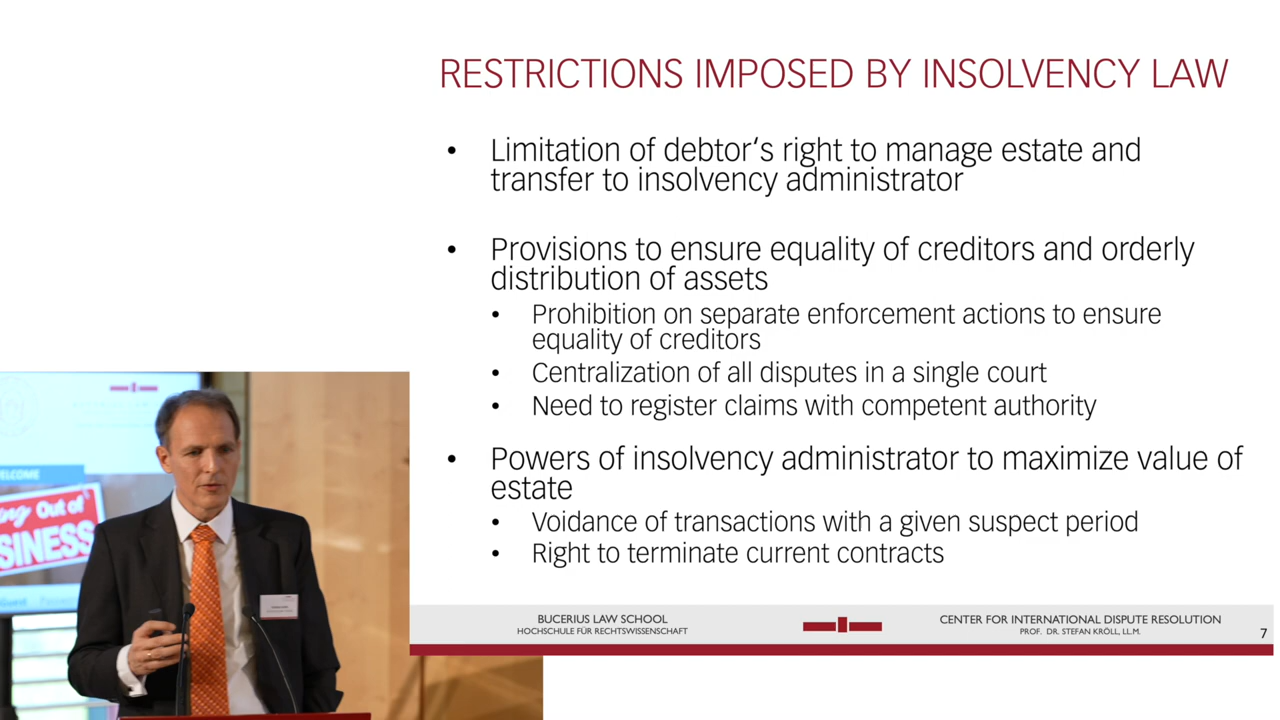 RESTRICTIONS IMPOSED BY INSOLVENCY LAW
• Limitation of debtor‘s right to manage estate and
transfer to insolvency administrator
• Provisions to ensure equality of creditors and orderly
distribution of assets
• Prohibition on separate enforcement actions to ensure
equality of creditors
• Centralization of all disputes in a single court
• Need to register claims with competent authority
• Powers of insolvency administrator to maximize value of
estate
• Voidance of transactions with a given suspect period
• Right to terminate current contracts
BUCERIUS LAW SCHOOL
HOCHSCHULE FÜR RECHTSWISSENSCHAFT
CENTER FOR INTERNATIONAL DISPUTE RESOLUTION
PROF. DR. STEFAN KRÖLL, LL.M.
7
Out of